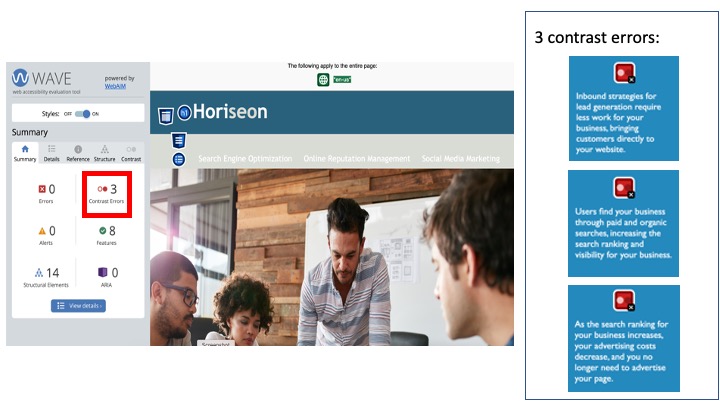 WAVE
web accessibility evaluation tool
powered by
WebAIM
Styles: OFF ON
Summary
Summary Details Reference Structure Contrast
0 3
Errors Contrast Errors
0 8
Alerts Features
14 0
Structural Elements ARIA
View details ›
The following apply to the entire page:
"en-us"
h1 Horiseon
Search Engine Optimization Online Reputation Management Social Media Marketing
Screenshot
3 contrast errors:
Inbound strategies for
lead generation require
less work for your
business, bringing
customers directly to
your website.
Users find your business
through paid and organic
searches, increasing the
search ranking and
visibility for your business.
As the search ranking for
your business increases,
your advertising costs
decrease, and you no
longer need to advertise
your page.